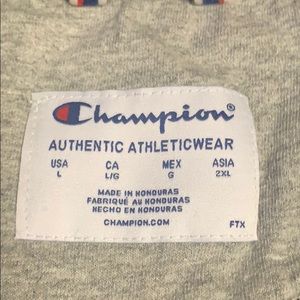 Champion®
AUTHENTIC ATHLETICWEAR
USA CA MEX ASIA
L L/G G 2XL
MADE IN HONDURAS
FABRIQUÉ AU HONDURAS
HECHO EN HONDURAS
CHAMPION.COM FTX